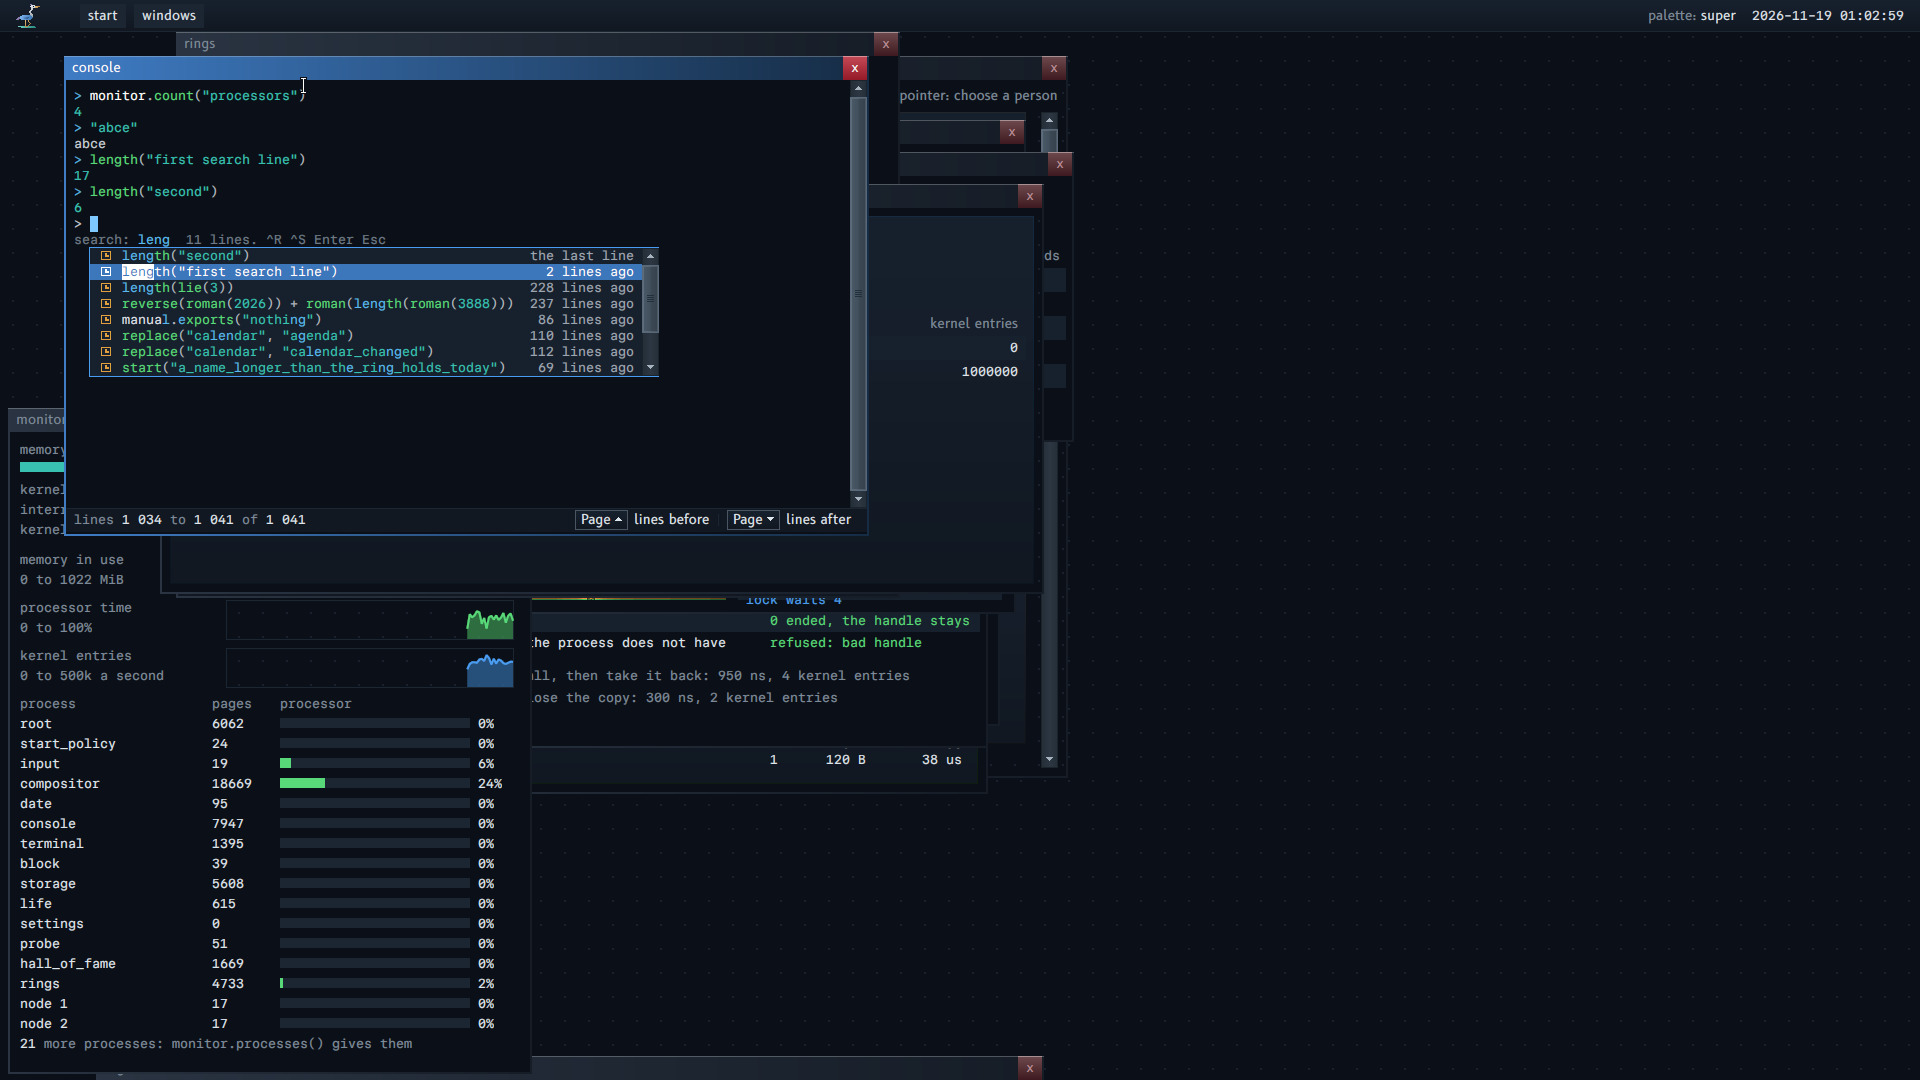 start windows palette: super 2026-11-19 01:02:59
rings x
console x
> monitor.count("processors")
4
> "abce"
abce
> length("first search line")
17
> length("second")
6
>
search: leng 11 lines. ^R ^S Enter Esc
length("second") the last line
length("first search line") 2 lines ago
length(lie(3)) 228 lines ago
reverse(roman(2026)) + roman(length(roman(3888))) 237 lines ago
manual.exports("nothing") 86 lines ago
replace("calendar", "agenda") 110 lines ago
replace("calendar", "calendar_changed") 112 lines ago
start("a_name_longer_than_the_ring_holds_today") 69 lines ago
lines 1 034 to 1 041 of 1 041 Page lines before Page lines after
x
pointer: choose a person
x
x
x
ds
kernel entries
0
1000000
monitor
memory
kernel
inter
kernel
memory in use
0 to 1022 MiB
processor time
0 to 100%
kernel entries
0 to 500k a second
process pages processor
root 6062 0%
start_policy 24 0%
input 19 6%
compositor 18669 24%
date 95 0%
console 7947 0%
terminal 1395 0%
block 39 0%
storage 5608 0%
life 615 0%
settings 0 0%
probe 51 0%
hall_of_fame 1669 0%
rings 4733 2%
node 1 17 0%
node 2 17 0%
21 more processes: monitor.processes() gives them
lock waits 4
0 ended, the handle stays
the process does not have refused: bad handle
all, then take it back: 950 ns, 4 kernel entries
ose the copy: 300 ns, 2 kernel entries
1 120 B 38 us
x